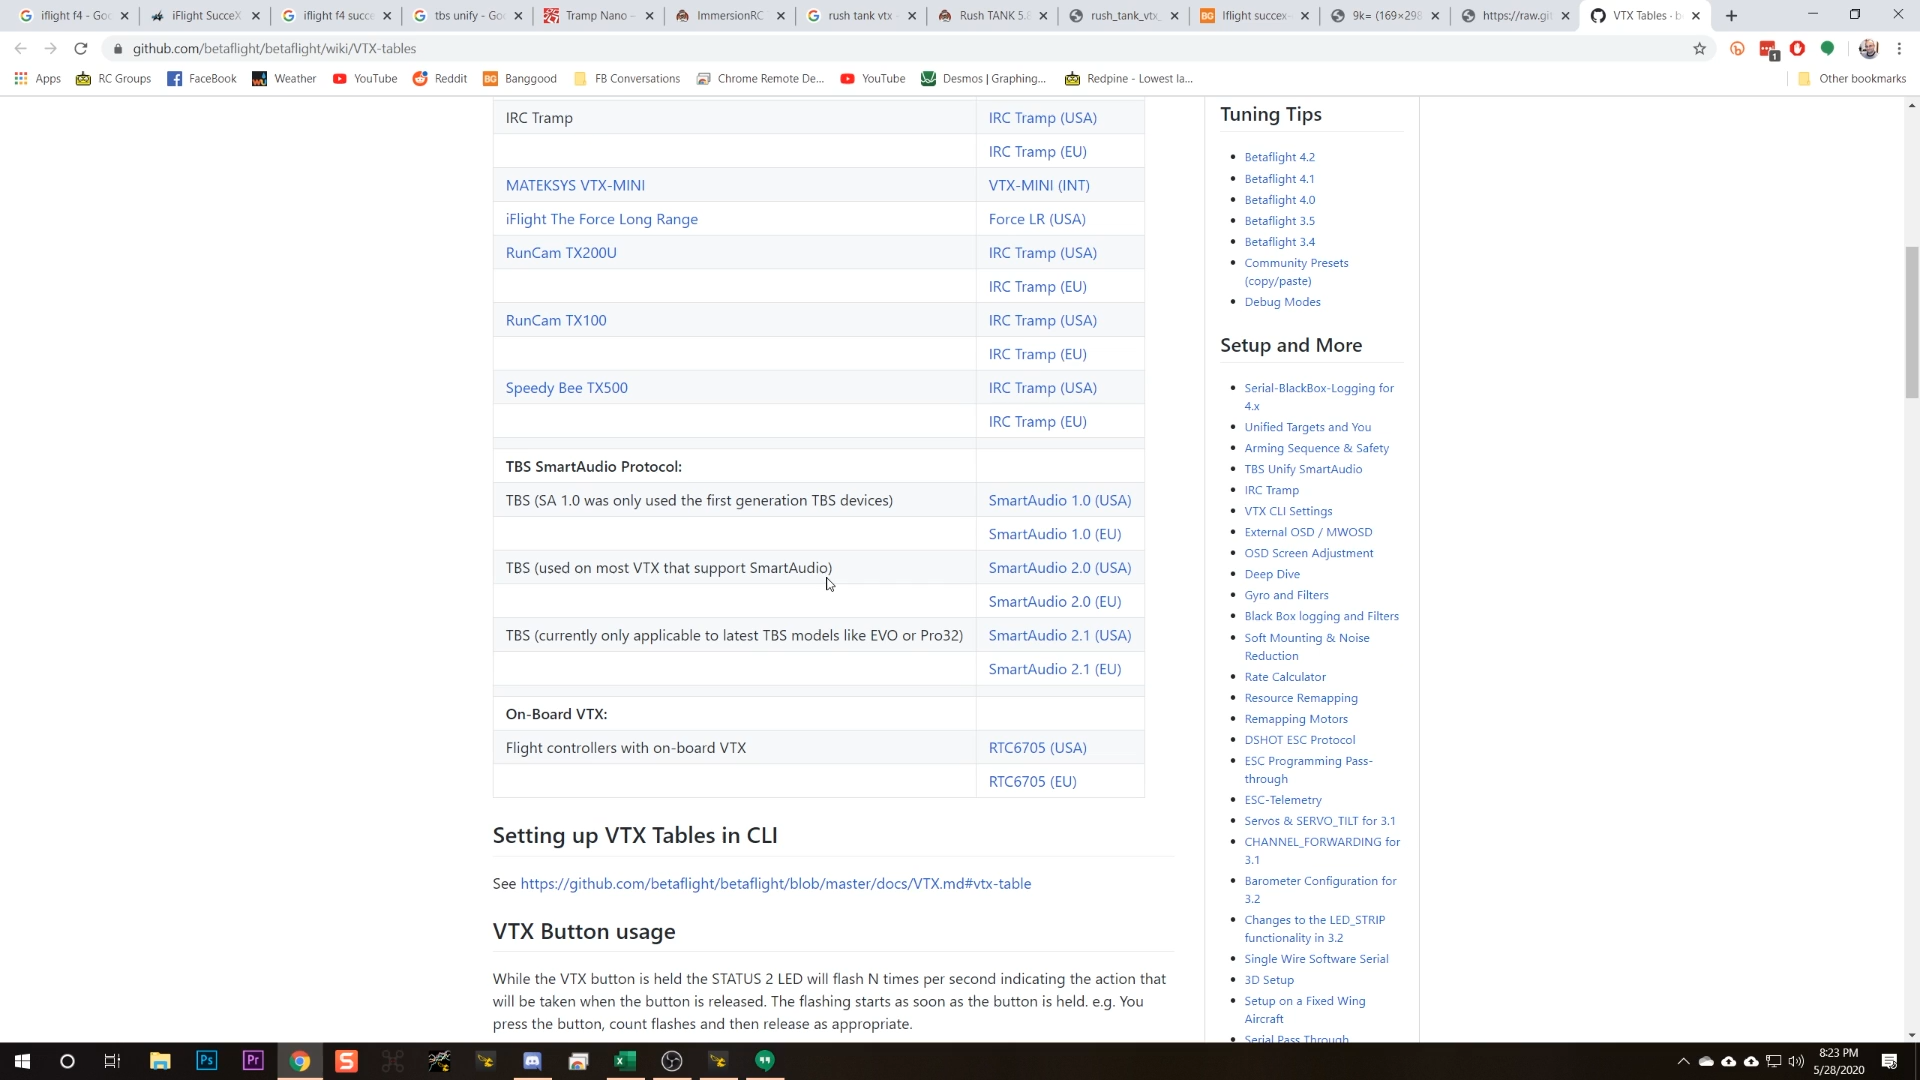 iflight f4 - Goo
iFlight SucceX
iflight f4 succe
tbs unify - Goo
Tramp Nano -
ImmersionRC
rush tank vtx -
Rush TANK 5.8
rush_tank_vtx_
Iflight succex-
9k= (169×298
https://raw.git
VTX Tables · b
github.com/betaflight/betaflight/wiki/VTX-tables
1
Apps
RC Groups
FaceBook
Weather
YouTube
Reddit
BG
Banggood
FB Conversations
Chrome Remote De...
YouTube
Desmos | Graphing...
Redpine - Lowest la...
Other bookmarks
IRC Tramp IRC Tramp (USA)
IRC Tramp (EU)
MATEKSYS VTX-MINI VTX-MINI (INT)
iFlight The Force Long Range Force LR (USA)
RunCam TX200U IRC Tramp (USA)
IRC Tramp (EU)
RunCam TX100 IRC Tramp (USA)
IRC Tramp (EU)
Speedy Bee TX500 IRC Tramp (USA)
IRC Tramp (EU)
TBS SmartAudio Protocol:
TBS (SA 1.0 was only used the first generation TBS devices) SmartAudio 1.0 (USA)
SmartAudio 1.0 (EU)
TBS (used on most VTX that support SmartAudio) SmartAudio 2.0 (USA)
SmartAudio 2.0 (EU)
TBS (currently only applicable to latest TBS models like EVO or Pro32) SmartAudio 2.1 (USA)
SmartAudio 2.1 (EU)
On-Board VTX:
Flight controllers with on-board VTX RTC6705 (USA)
RTC6705 (EU)
Setting up VTX Tables in CLI
See https://github.com/betaflight/betaflight/blob/master/docs/VTX.md#vtx-table
VTX Button usage
While the VTX button is held the STATUS 2 LED will flash N times per second indicating the action that
will be taken when the button is released. The flashing starts as soon as the button is held. e.g. You
press the button, count flashes and then release as appropriate.
Tuning Tips
Betaflight 4.2
Betaflight 4.1
Betaflight 4.0
Betaflight 3.5
Betaflight 3.4
Community Presets
(copy/paste)
Debug Modes
Setup and More
Serial-BlackBox-Logging for
4.x
Unified Targets and You
Arming Sequence & Safety
TBS Unify SmartAudio
IRC Tramp
VTX CLI Settings
External OSD / MWOSD
OSD Screen Adjustment
Deep Dive
Gyro and Filters
Black Box logging and Filters
Soft Mounting & Noise
Reduction
Rate Calculator
Resource Remapping
Remapping Motors
DSHOT ESC Protocol
ESC Programming Pass-
through
ESC-Telemetry
Servos & SERVO_TILT for 3.1
CHANNEL_FORWARDING for
3.1
Barometer Configuration for
3.2
Changes to the LED_STRIP
functionality in 3.2
Single Wire Software Serial
3D Setup
Setup on a Fixed Wing
Aircraft
Serial Pass Through
Ps
Pr
S
8:23 PM
5/28/2020